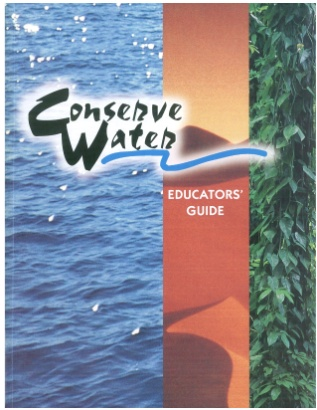 Conserve
Water
EDUCATORS'
GUIDE